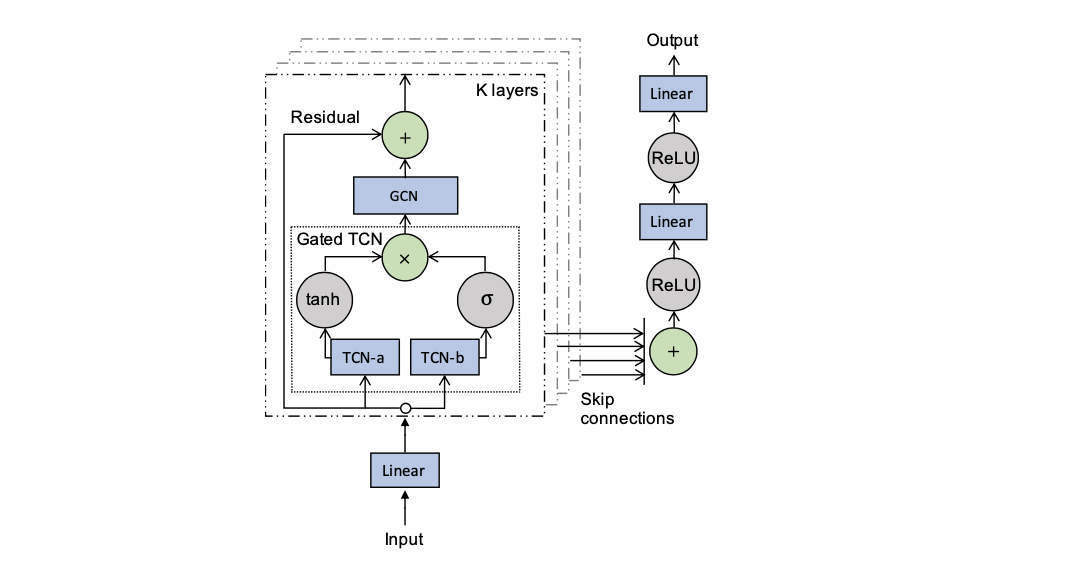 Output
K layers
Linear
Residual
+
ReLU
GCN
Linear
Gated TCN
×
tanh
σ
ReLU
TCN-a
TCN-b
+
Skip
connections
Linear
Input